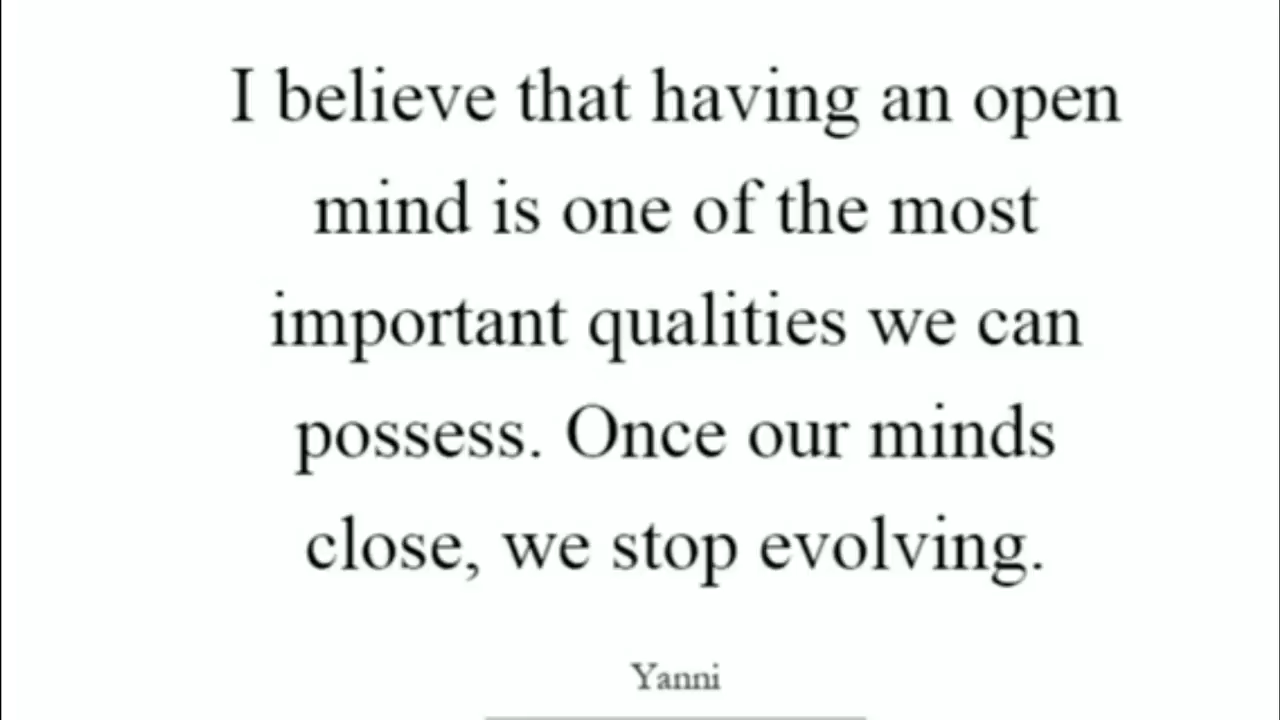 I believe that having an open
mind is one of the most
important qualities we can
possess. Once our minds
close, we stop evolving.
Yanni